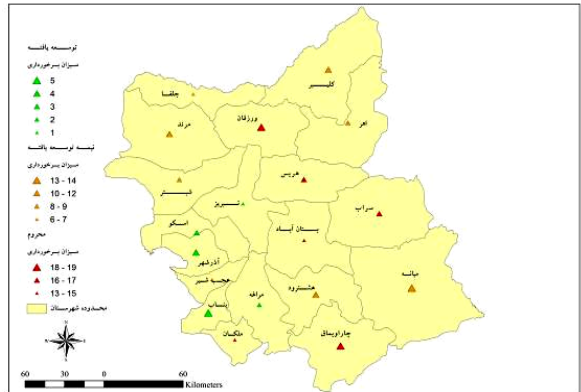 توسعه یافته
میزان برخورداری
5
4
3
2
1
نیمه توسعه یافته
میزان برخورداری
13 - 14
10 - 12
8 - 9
6 - 7
محروم
میزان برخورداری
18 - 19
16 - 17
13 - 15
محدوده شهرستان
60 30 0 60
Kilometers
کلیبر
جلفا
اهر
ورزقان
مرند
هریس
شبستر
تبریز
سراب
اسکو
بستان آباد
آذرشهر
میانه
عجب شیر
هشترود
مراغه
بناب
ملکان
چاراویماق